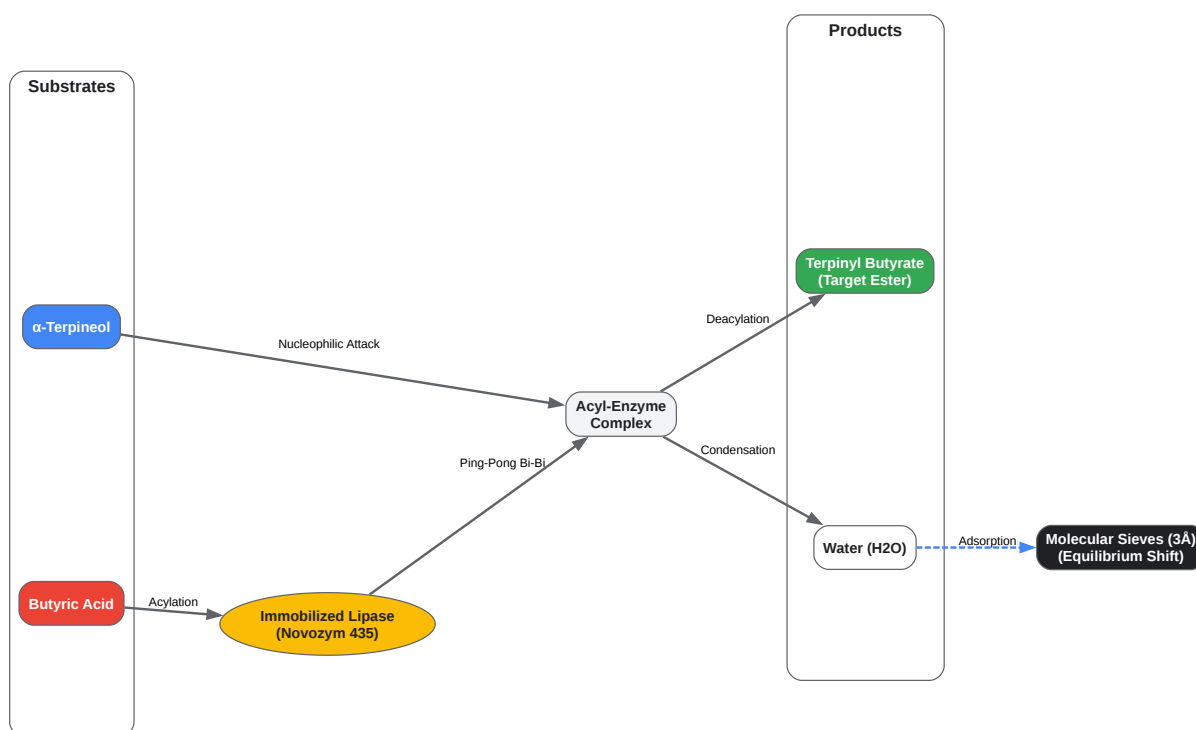 Products
Substrates
Terpinyl Butyrate
(Target Ester)
α-Terpineol
Deacylation
Nucleophilic Attack
Acyl-Enzyme
Complex
Condensation
Ping-Pong Bi-Bi
Water (H2O)
Adsorption
Molecular Sieves (3Å)
(Equilibrium Shift)
Butyric Acid
Acylation
Immobilized Lipase
(Novozym 435)